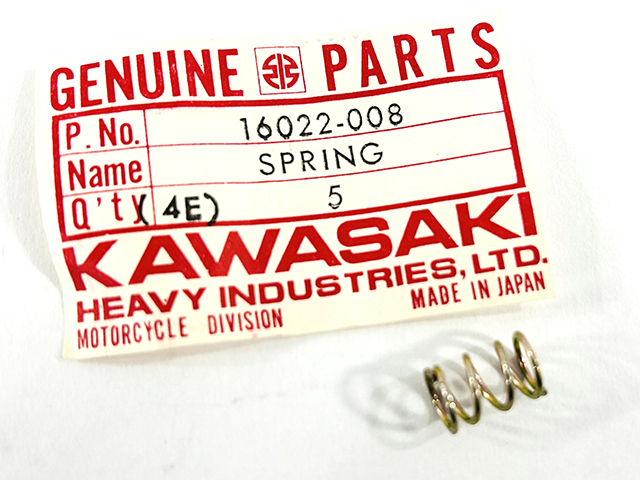 GENUINE PARTS
P. No. 16022-008
Name SPRING
Q'ty (4E) 5
KAWASAKI
HEAVY INDUSTRIES, LTD.
MOTORCYCLE DIVISION MADE IN JAPAN